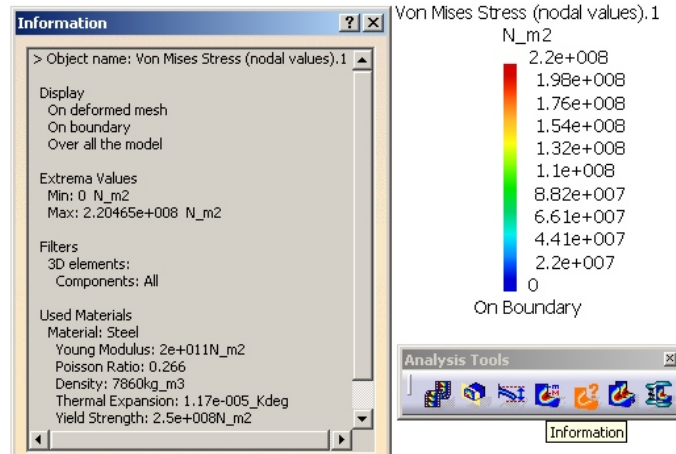 Information
> Object name: Von Mises Stress (nodal values).1
Display
On deformed mesh
On boundary
Over all the model
Extrema Values
Min: 0 N_m2
Max: 2.20465e+008 N_m2
Filters
3D elements:
Components: All
Used Materials
Material: Steel
Young Modulus: 2e+011N_m2
Poisson Ratio: 0.266
Density: 7860kg_m3
Thermal Expansion: 1.17e-005_Kdeg
Yield Strength: 2.5e+008N_m2
Von Mises Stress (nodal values).1
N_m2
2.2e+008
1.98e+008
1.76e+008
1.54e+008
1.32e+008
1.1e+008
8.82e+007
6.61e+007
4.41e+007
2.2e+007
0
On Boundary
Analysis Tools
Information